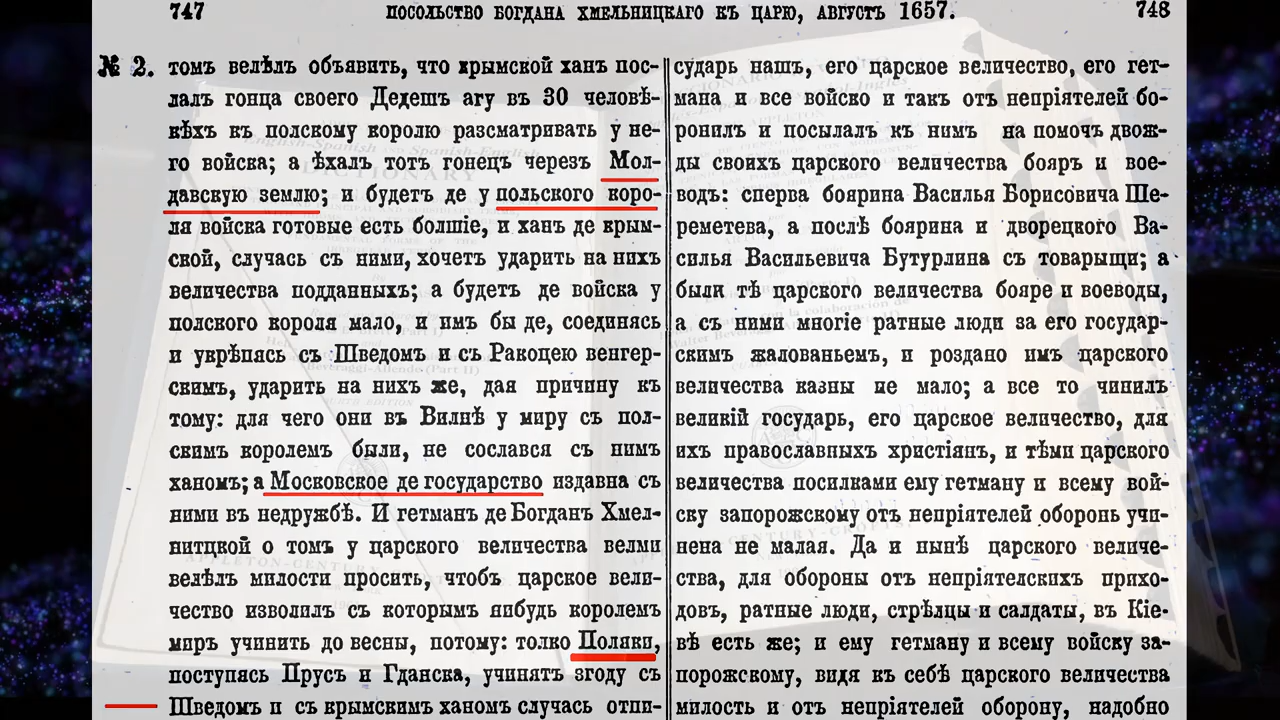 747 ПОСОЛЬСТВО БОГДАНА ХМЕЛЬНИЦКАГО КЪ ЦАРЮ, АВГУСТЪ 1657. 748
№ 2.
томъ велѣлъ объявить, что крымской ханъ пос-
лалъ гонца своего Дедешъ агу въ 30 человѣ-
кѣхъ къ полскому королю разсматривать у не-
го войска; а ѣхалъ тотъ гонецъ черезъ Мол-
давскую землю; и будетъ де у польского коро-
ля войска готовые есть болшіе, и ханъ де крым-
ской, случась съ ними, хочетъ ударить на нихъ
величества подданныхъ; а будетъ де войска у
полского короля мало, и имъ бы де, соединясь
и укрѣпясь съ Шведомъ и съ Ракоцею венгер-
скимъ, ударить на нихъ же, дая причину къ
тому: для чего они въ Вилнѣ у миру съ пол-
скимъ королемъ были, не сослався съ нимъ
ханомъ; а Московское де государство издавна съ
ними въ недружбѣ. И гетманъ де Богданъ Хмел-
нитцкой о томъ у царского величества велми
велѣлъ милости просить, чтобъ царское вели-
чество изволилъ съ которымъ нибудь королемъ
миръ учинить до весны, потому: толко Поляки,
поступясь Прусъ и Гданска, учинятъ згоду съ
Шведомъ и съ крымскимъ ханомъ случась отпи-
сударь нашъ, его царское величество, его гет-
мана и все войско и такъ отъ непріятелей бо-
ронилъ и посылалъ къ нимъ на помочъ двож-
ды своихъ царского величества бояръ и вое-
водъ: сперва боярина Василья Борисовича Ше-
реметева, а послѣ боярина и дворецкого Ва-
силья Васильевича Бутурлина съ товарыщи; а
были тѣ царского величества бояре и воеводы,
а съ ними многіе ратные люди за его государ-
скимъ жалованьемъ, и роздано имъ царского
величества казны не мало; а все то чинилъ
великій государь, его царское величество, для
ихъ православныхъ христіянъ, и тѣми царского
величества посилками ему гетману и всему вой-
ску запорожскому отъ непріятелей оборонь учи-
нена не малая. Да и нынѣ царского величе-
ства, для обороны отъ непріятелскихъ прихо-
довъ, ратные люди, стрѣлцы и салдаты, въ Кіе-
вѣ есть же; и ему гетману и всему войску за-
порожскому, видя къ себѣ царского величества
милость и отъ непріятелей оборону, надобно